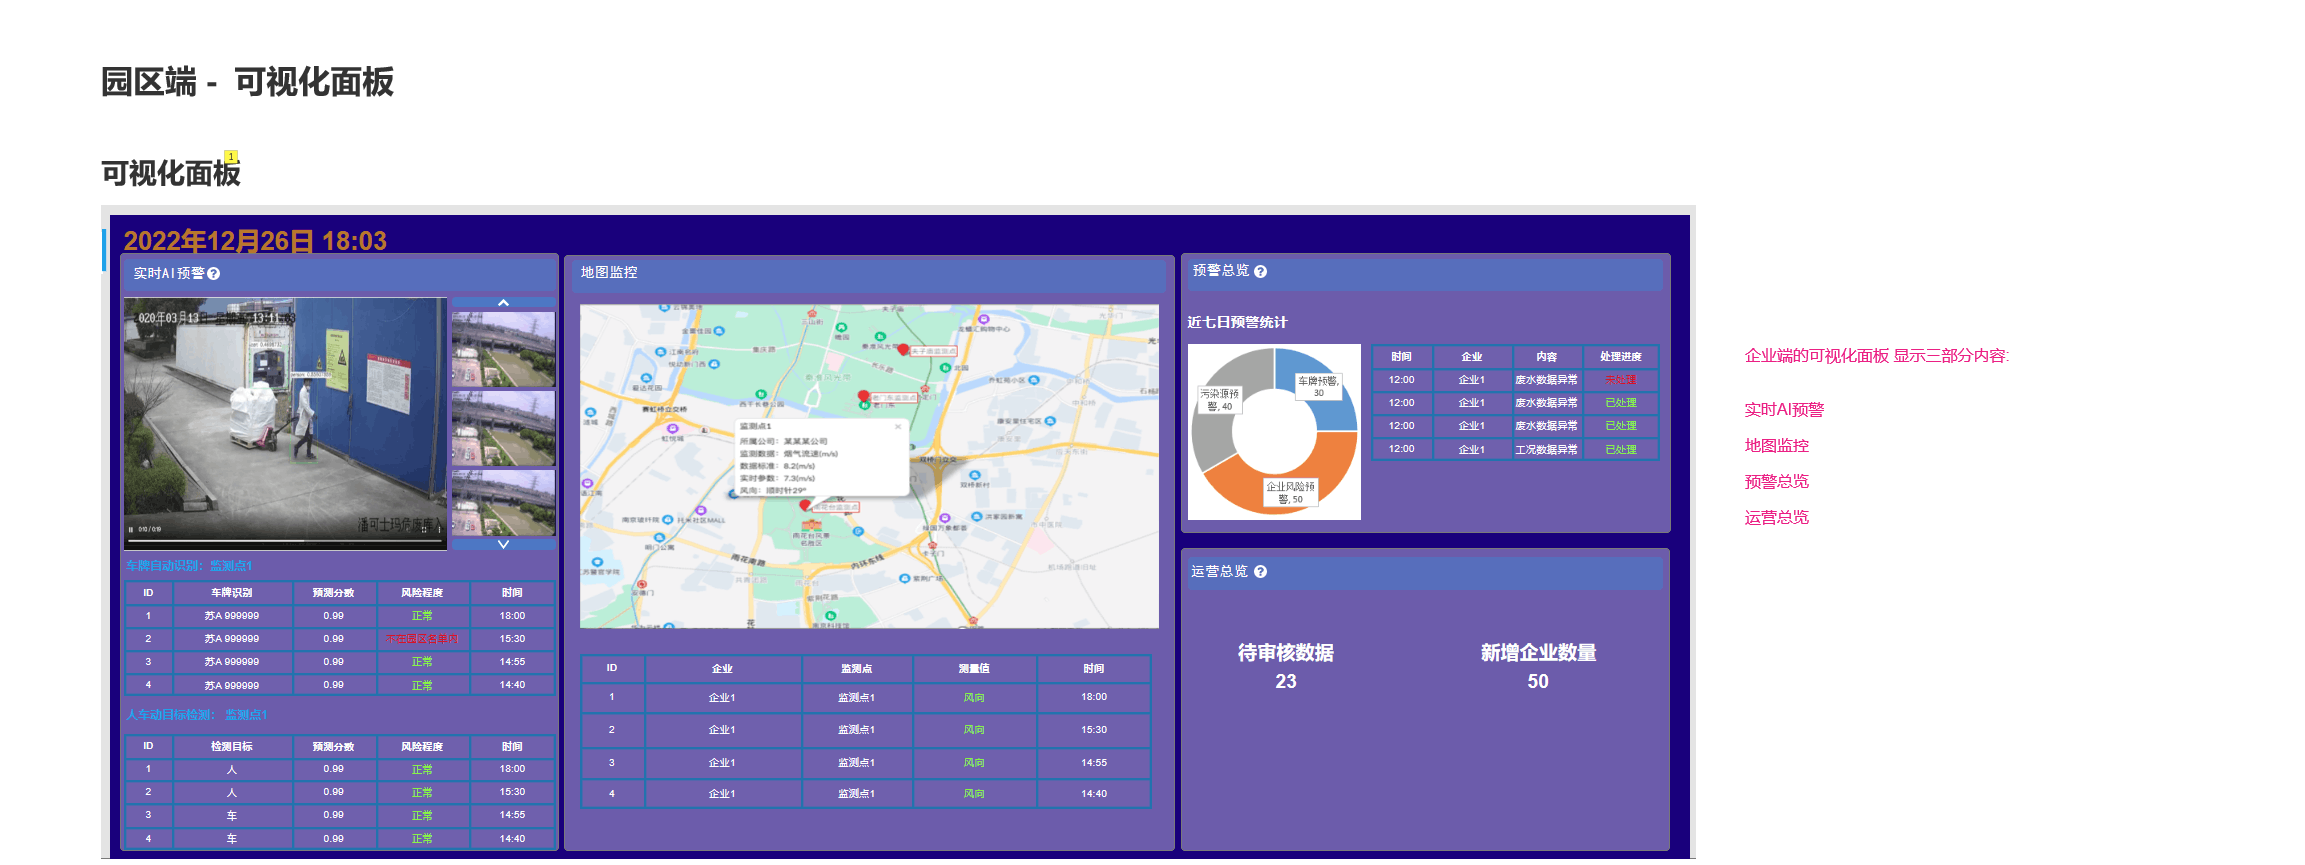 园区端 - 可视化面板
可视化面板
1
2022年12月26日 18:03
实时AI预警
车牌自动识别：监测点1
ID 车牌识别 预测分数 风险程度 时间
1 苏A 999999 0.99 正常 18:00
2 苏A 999999 0.99 不在园区名单内 15:30
3 苏A 999999 0.99 正常 14:55
4 苏A 999999 0.99 正常 14:40
人车动目标检测： 监测点1
ID 检测目标 预测分数 风险程度 时间
1 人 0.99 正常 18:00
2 人 0.99 正常 15:30
3 车 0.99 正常 14:55
4 车 0.99 正常 14:40
地图监控
监测点1
所属公司：某某某公司
监测数据：烟气流速(m/s)
数据标准：8.2(m/s)
实时参数：7.3(m/s)
风向：顺时针29°
ID 企业 监测点 测量值 时间
1 企业1 监测点1 风向 18:00
2 企业1 监测点1 风向 15:30
3 企业1 监测点1 风向 14:55
4 企业1 监测点1 风向 14:40
预警总览
近七日预警统计
车牌预警, 30
污染源预警, 40
企业风险预警, 50
时间 企业 内容 处理进度
12:00 企业1 废水数据异常 未处理
12:00 企业1 废水数据异常 已处理
12:00 企业1 废水数据异常 已处理
12:00 企业1 工况数据异常 已处理
运营总览
待审核数据 新增企业数量
23 50
企业端的可视化面板 显示三部分内容:
实时AI预警
地图监控
预警总览
运营总览